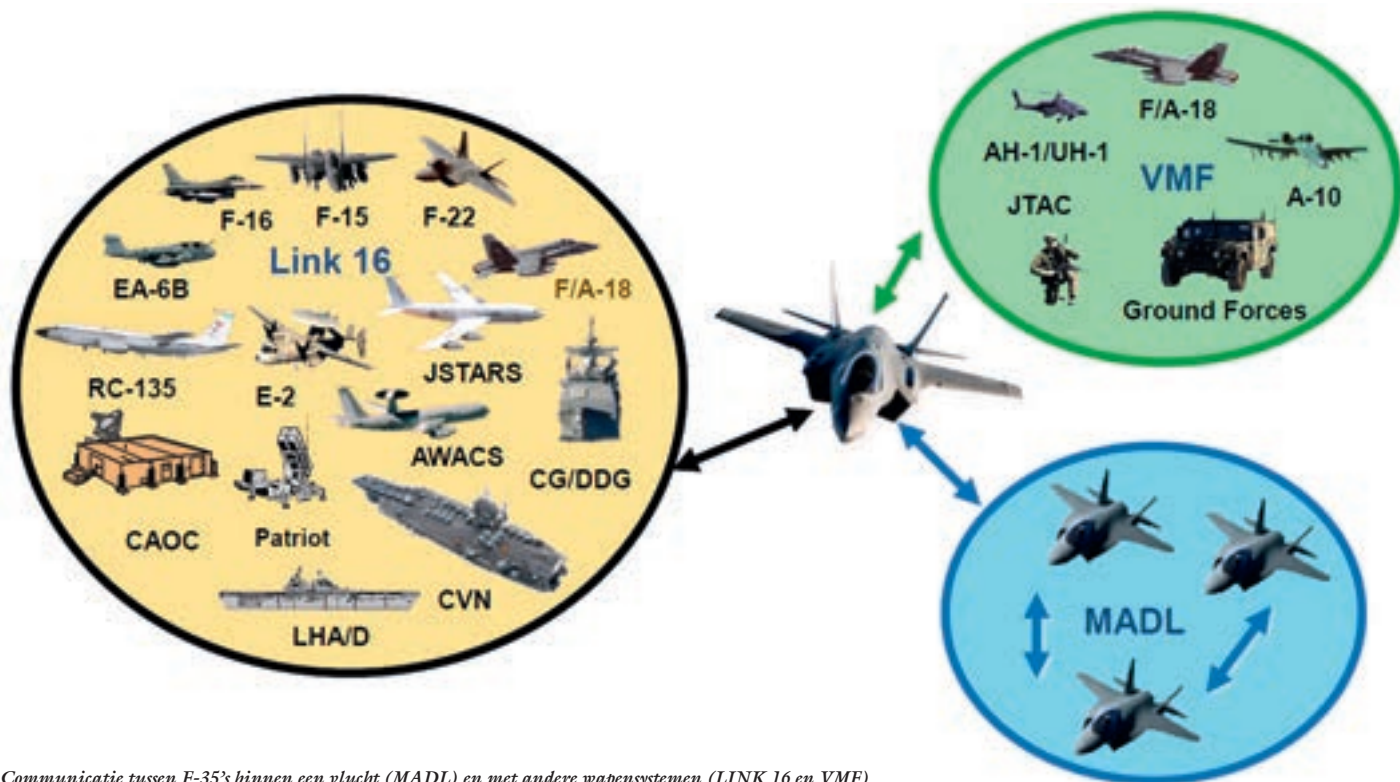 F-16
F-15
F-22
Link 16
EA-6B
F/A-18
RC-135
E-2
JSTARS
AWACS
CG/DDG
CAOC
Patriot
CVN
LHA/D
F/A-18
AH-1/UH-1
VMF
A-10
JTAC
Ground Forces
MADL
Communicatie tussen F-35's binnen een vlucht (MADL) en met andere wapensystemen (LINK 16 en VMF)